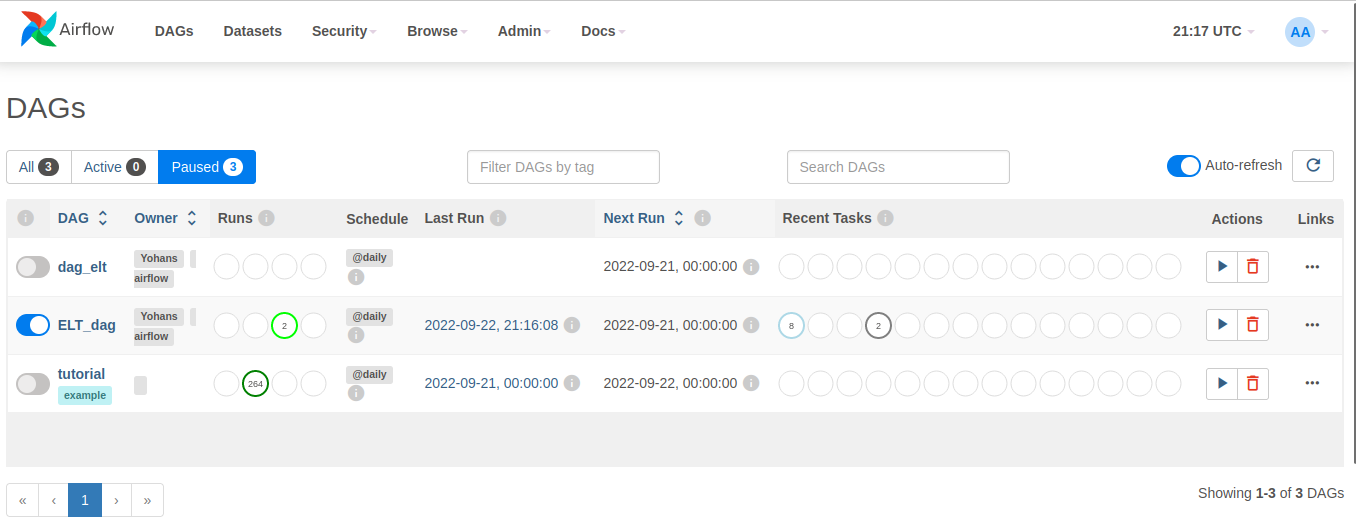 Airflow DAGs Datasets Security Browse Admin Docs 21:17 UTC AA
DAGs
All 3 Active 0 Paused 3 Filter DAGs by tag Search DAGs Auto-refresh
i DAG Owner Runs i Schedule Last Run i Next Run i Recent Tasks i Actions Links
dag_elt Yohans airflow @daily i 2022-09-21, 00:00:00 i ...
ELT_dag Yohans airflow 2 @daily i 2022-09-22, 21:16:08 i 2022-09-21, 00:00:00 i 8 2 ...
tutorial example 264 @daily i 2022-09-21, 00:00:00 i 2022-09-22, 00:00:00 i ...
« ‹ 1 › » Showing 1-3 of 3 DAGs